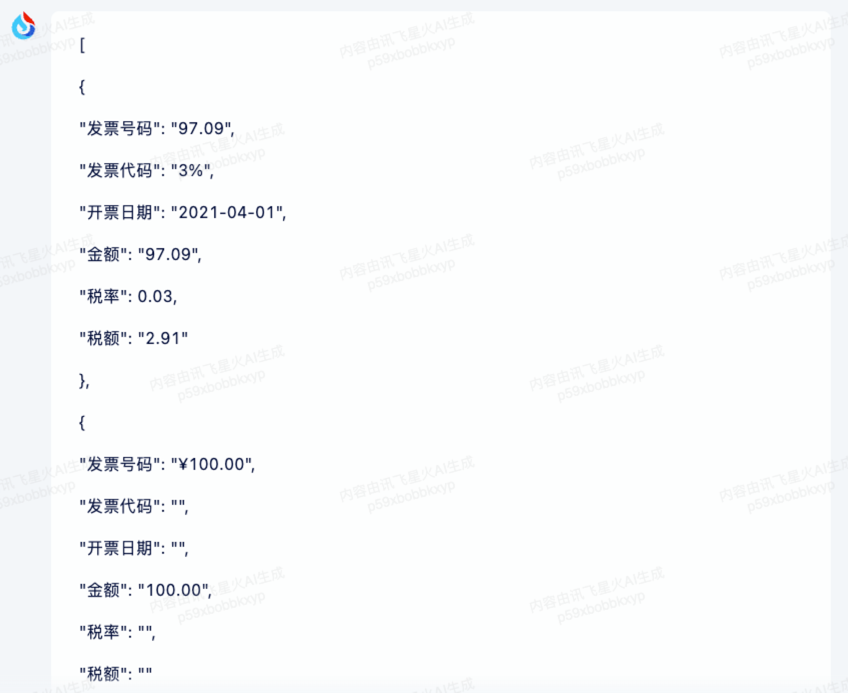 [
{
"发票号码": "97.09",
"发票代码": "3%",
"开票日期": "2021-04-01",
"金额": "97.09",
"税率": 0.03,
"税额": "2.91"
},
{
"发票号码": "¥100.00",
"发票代码": "",
"开票日期": "",
"金额": "100.00",
"税率": "",
"税额": ""
内容由讯飞星火AI生成
p59xbobbkxyp